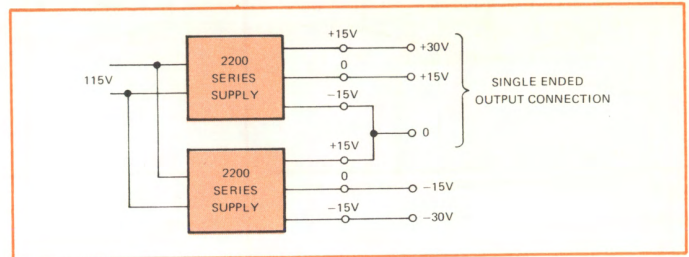 115V
2200
SERIES
SUPPLY
+15V
0
−15V
+30V
+15V
0
SINGLE ENDED
OUTPUT CONNECTION
2200
SERIES
SUPPLY
+15V
0
−15V
−15V
−30V